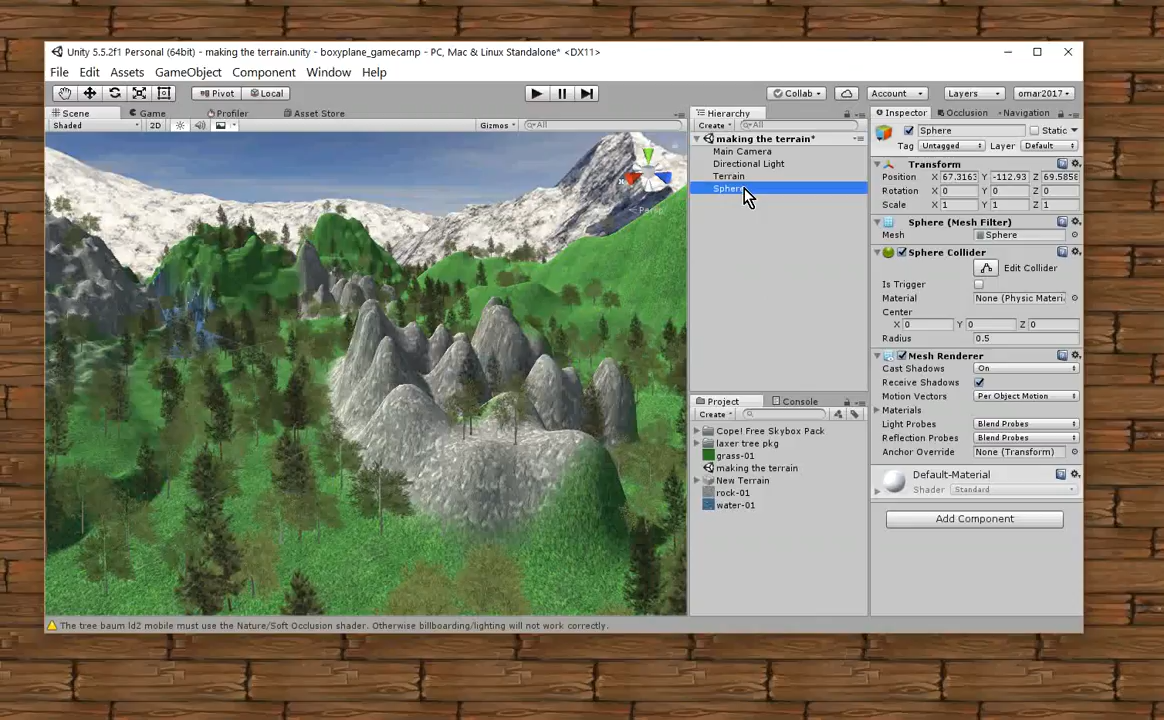 Unity 5.5.2f1 Personal (64bit) - making the terrain.unity - boxyplane_gamecamp - PC, Mac & Linux Standalone* <DX11>
File Edit Assets GameObject Component Window Help
Pivot Local Collab Account Layers omar2017
Scene Game Profiler Asset Store
Shaded 2D Gizmos All
Persp
Hierarchy
Create All
making the terrain*
Main Camera
Directional Light
Terrain
Sphere
Project Console
Create
Cope! Free Skybox Pack
laxer tree pkg
grass-01
making the terrain
New Terrain
rock-01
water-01
Inspector Occlusion Navigation
Sphere Static
Tag Untagged Layer Default
Transform
Position X 67.3163 Y -112.93 Z 69.5858
Rotation X 0 Y 0 Z 0
Scale X 1 Y 1 Z 1
Sphere (Mesh Filter)
Mesh Sphere
Sphere Collider
Edit Collider
Is Trigger
Material None (Physic Materi
Center
X 0 Y 0 Z 0
Radius 0.5
Mesh Renderer
Cast Shadows On
Receive Shadows
Motion Vectors Per Object Motion
Materials
Light Probes Blend Probes
Reflection Probes Blend Probes
Anchor Override None (Transform)
Default-Material
Shader Standard
Add Component
The tree baum ld2 mobile must use the Nature/Soft Occlusion shader. Otherwise billboarding/lighting will not work correctly.